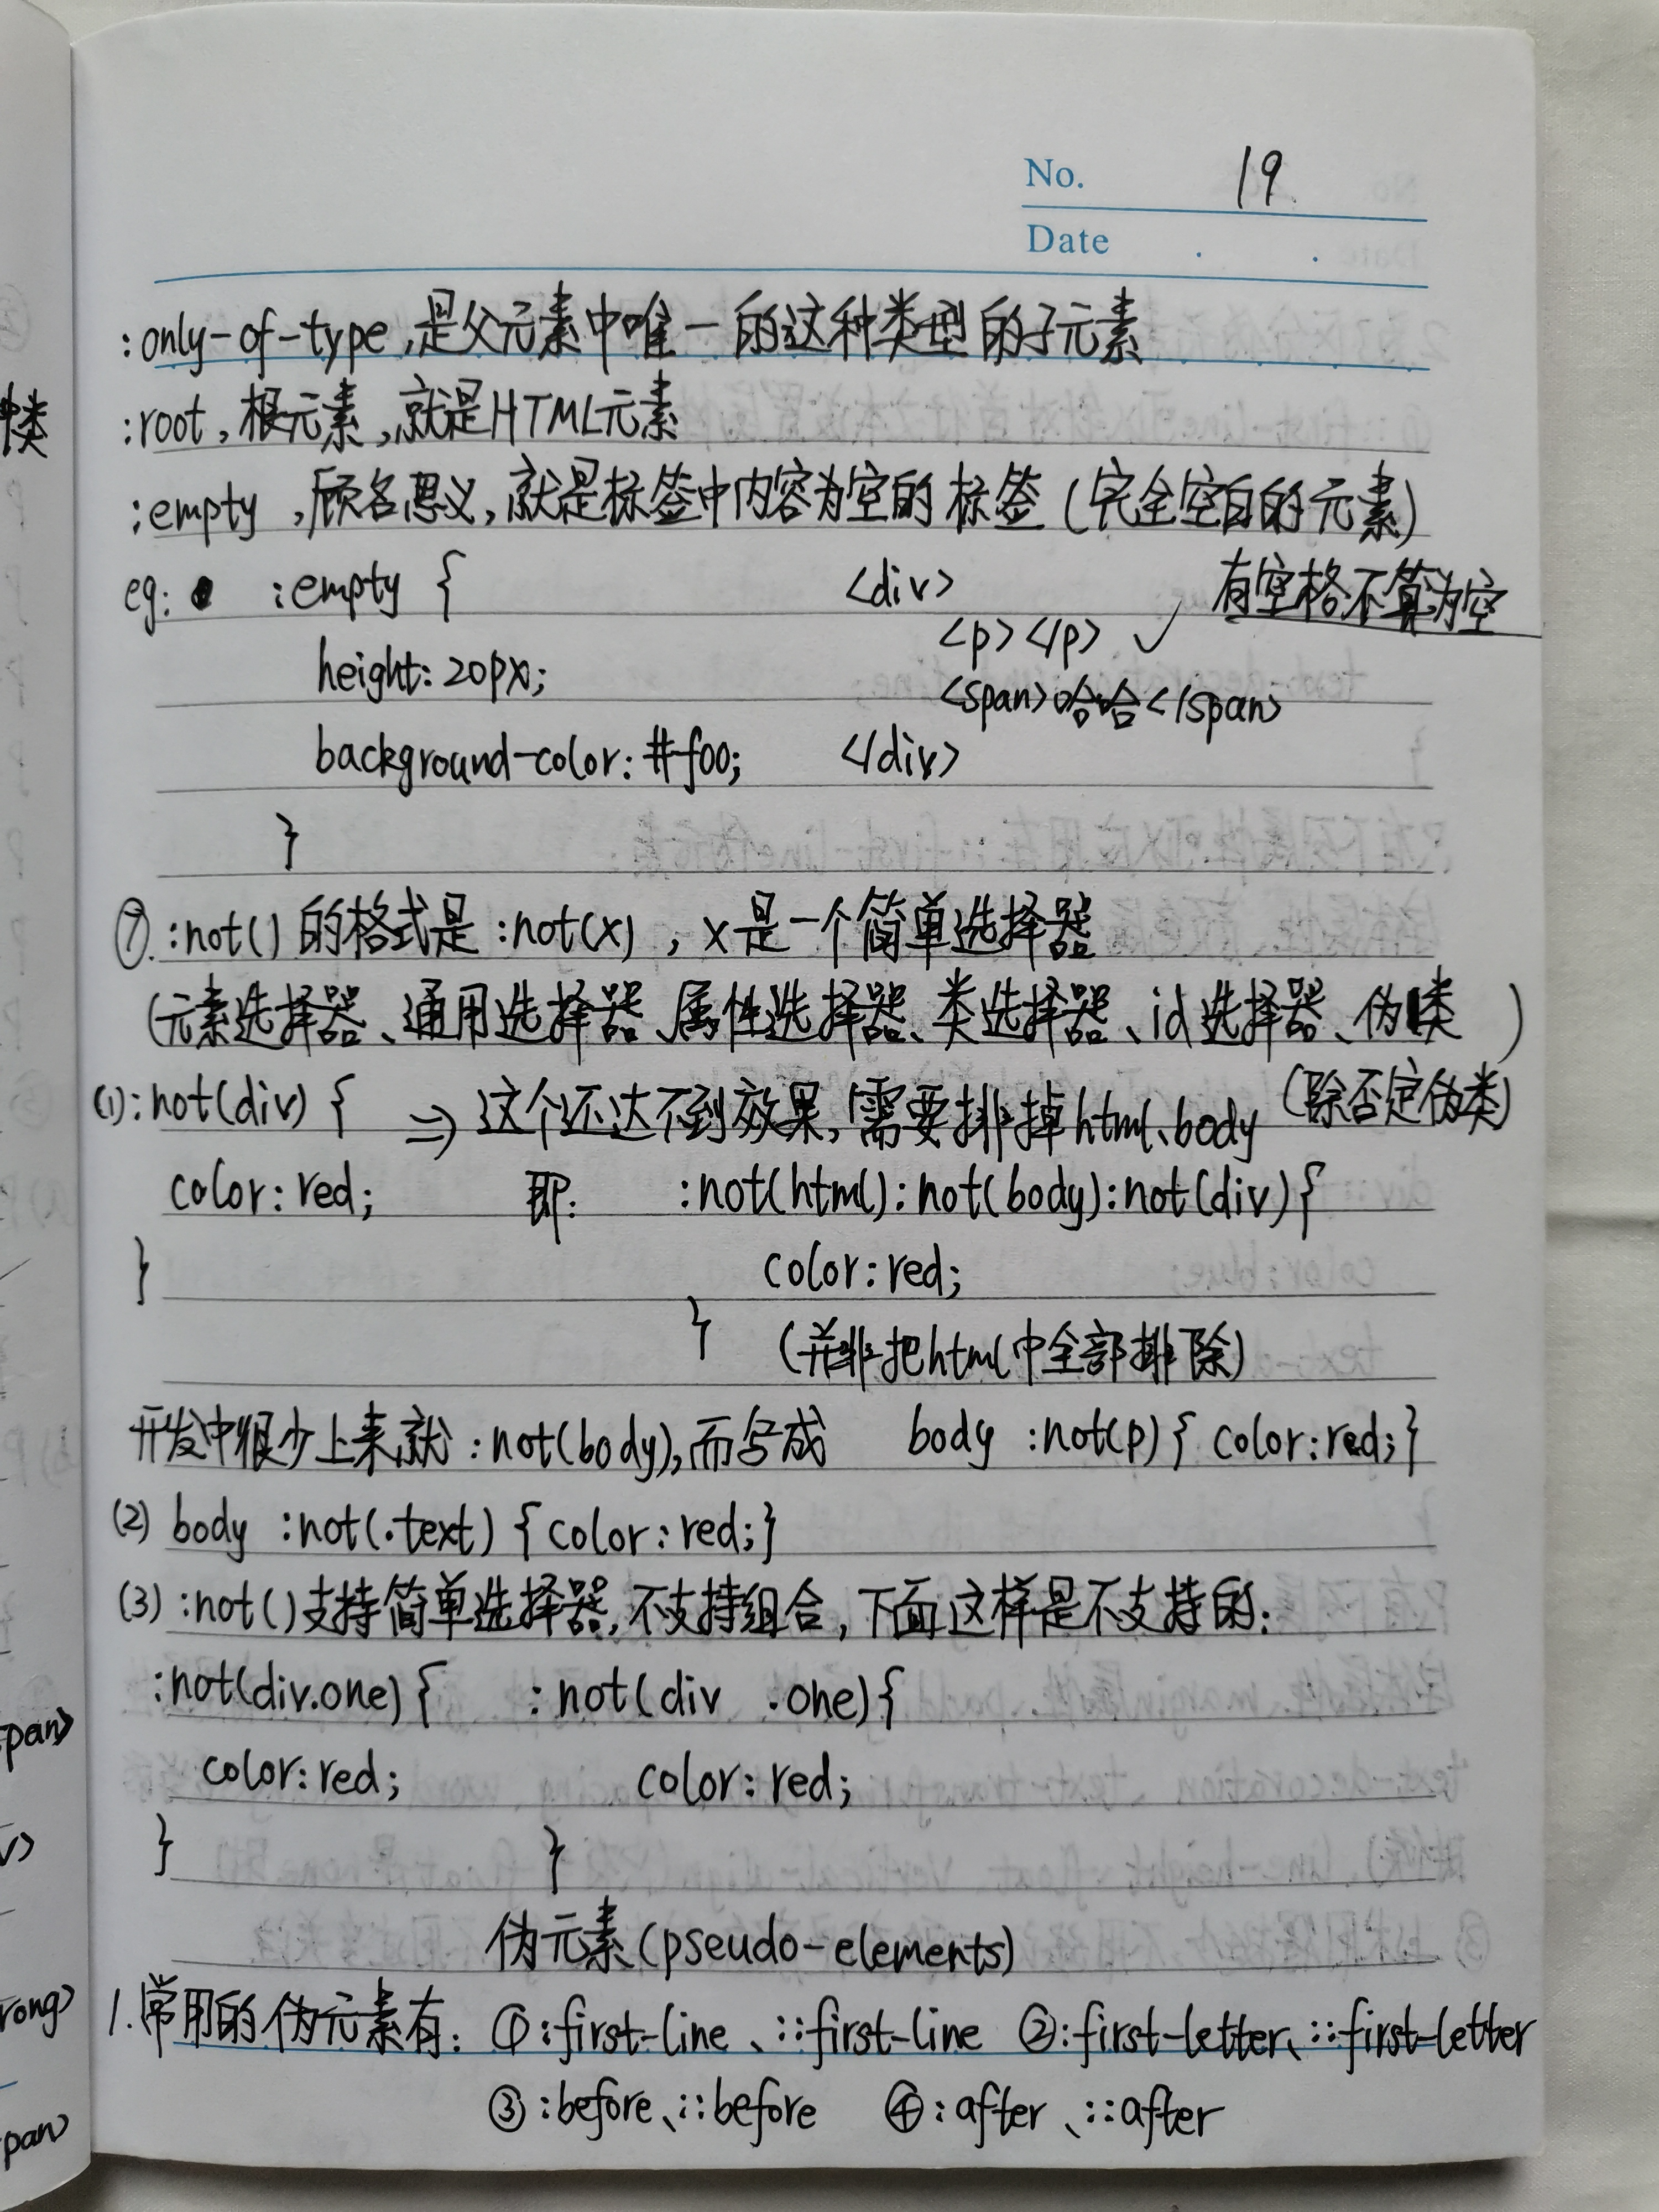 No. 19
Date . .
:only-of-type,是父元素中唯一的这种类型的子元素
:root,根元素,就是HTML元素
:empty,顾名思义,就是标签中内容为空的标签(完全空白的元素)
eg: :empty { <div> 有空格不算为空
<p></p> ✓
height: 20px;
<span>哈哈</span>
background-color: #f00; </div>
}
⑦. :not()的格式是:not(x),x是一个简单选择器
(元素选择器、通用选择器、属性选择器、类选择器、id选择器、伪类)
(除否定伪类)
(1):not(div) { => 这个还达不到效果,需要排掉html、body
color: red; 即: :not(html):not(body):not(div){
} color: red;
} (并非把html中全部排除)
开发中很少上来就:not(body),而写成 body :not(p) { color: red; }
(2) body :not(.text) { color: red; }
(3) :not()支持简单选择器,不支持组合,下面这样是不支持的:
:not(div.one) { :not(div .one) {
color: red; color: red;
} }
伪元素(pseudo-elements)
1.常用的伪元素有: ①:first-line、::first-line ②:first-letter、::first-letter
③:before、::before ④:after、::after
中类
span>
v>
rong>
pan>